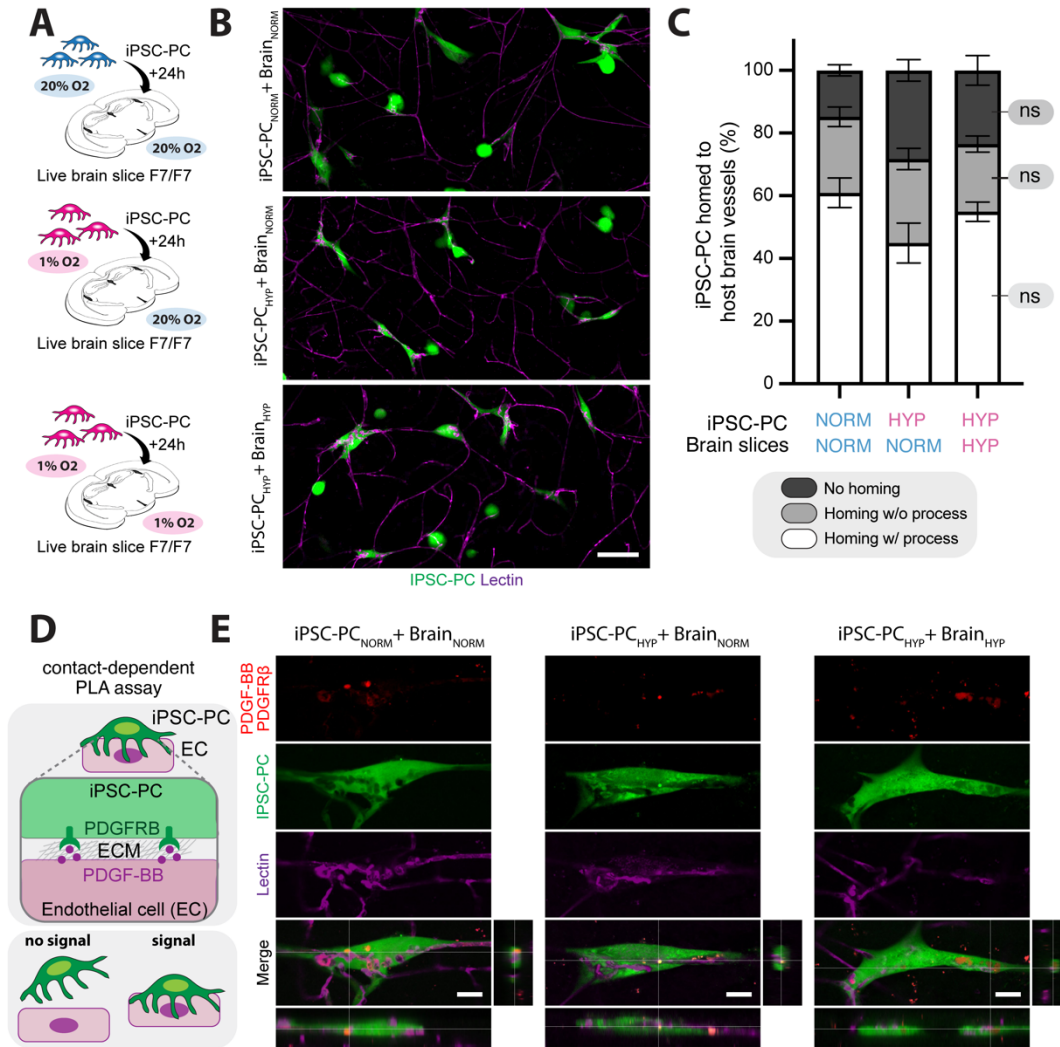 A
iPSC-PC
+24h
20% O2
20% O2
Live brain slice F7/F7
iPSC-PC
+24h
1% O2
20% O2
Live brain slice F7/F7
iPSC-PC
+24h
1% O2
1% O2
Live brain slice F7/F7
B
iPSC-PCNORM+ BrainNORM
iPSC-PCHYP+ BrainNORM
iPSC-PCHYP+ BrainHYP
IPSC-PC Lectin
C
iPSC-PC homed to
host brain vessels (%)
100
80
60
40
20
0
ns
ns
ns
iPSC-PC NORM HYP HYP
Brain slices NORM NORM HYP
No homing
Homing w/o process
Homing w/ process
D
contact-dependent
PLA assay
iPSC-PC
EC
iPSC-PC
PDGFRB
ECM
PDGF-BB
Endothelial cell (EC)
no signal
signal
E
iPSC-PCNORM+ BrainNORM
iPSC-PCHYP+ BrainNORM
iPSC-PCHYP+ BrainHYP
PDGF-BB
PDGFRβ
IPSC-PC
Lectin
Merge